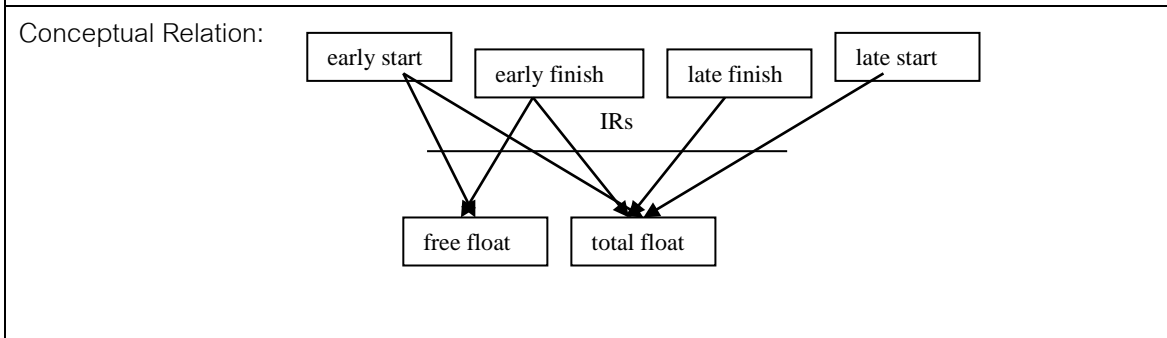 Conceptual Relation:
early start
early finish
late finish
late start
IRs
free float
total float